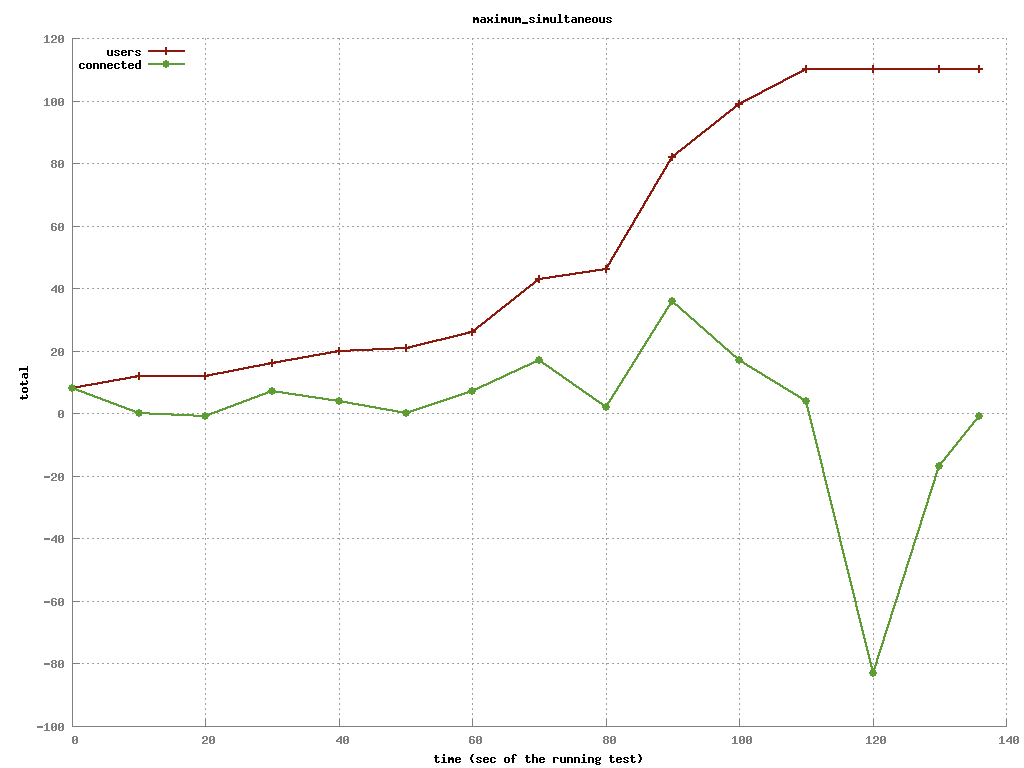 maximum_simultaneous
users
connected
120
100
80
60
40
20
0
-20
-40
-60
-80
-100
total
0 20 40 60 80 100 120 140
time (sec of the running test)